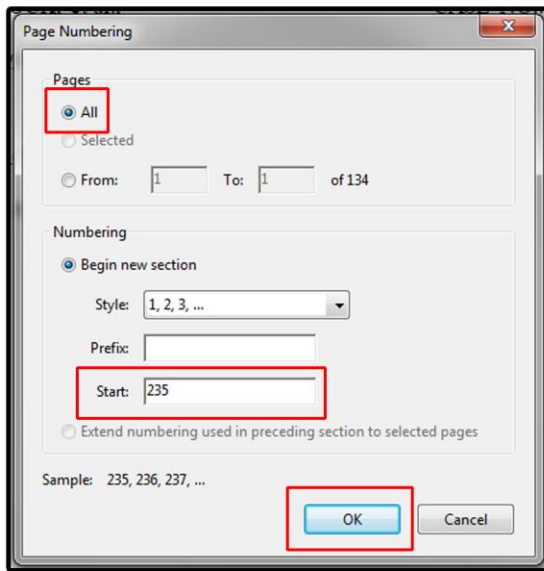 Page Numbering
Pages
All
Selected
From: 1 To: 1 of 134
Numbering
Begin new section
Style: 1, 2, 3, ...
Prefix:
Start: 235
Extend numbering used in preceding section to selected pages
Sample: 235, 236, 237, ...
OK Cancel